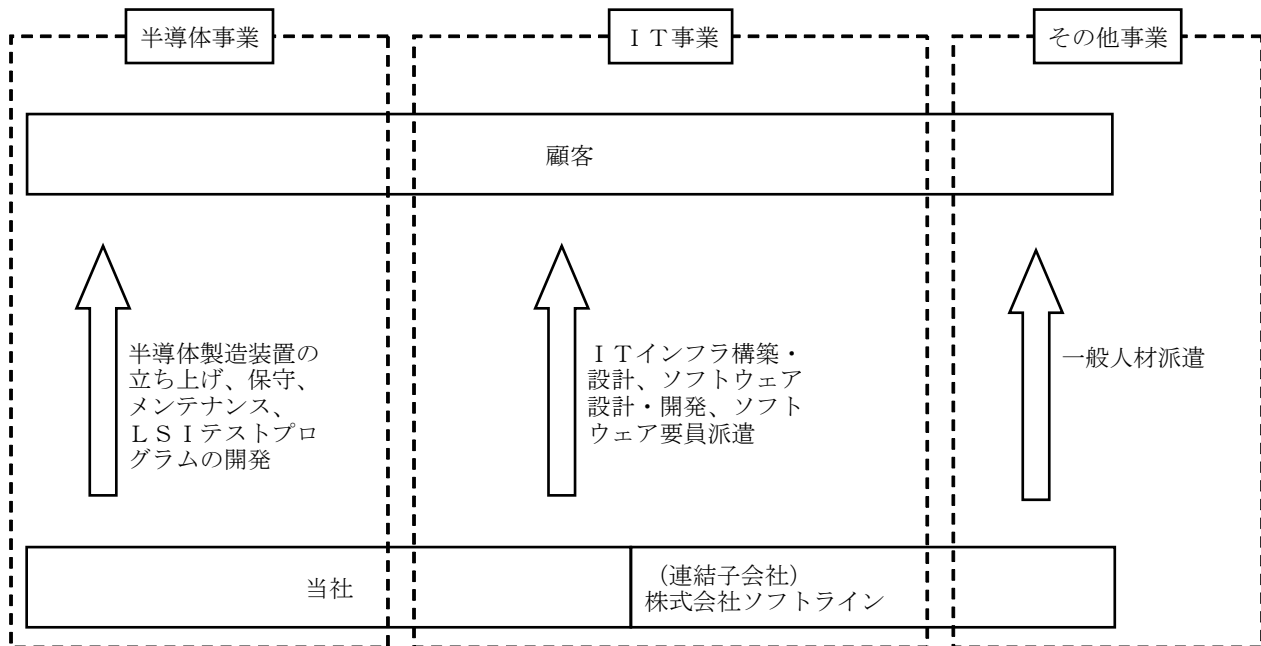 半導体事業
ＩＴ事業
その他事業
顧客
半導体製造装置の
立ち上げ、保守、
メンテナンス、
ＬＳＩテストプロ
グラムの開発
ＩＴインフラ構築・
設計、ソフトウェア
設計・開発、ソフト
ウェア要員派遣
一般人材派遣
当社
（連結子会社）
株式会社ソフトライン